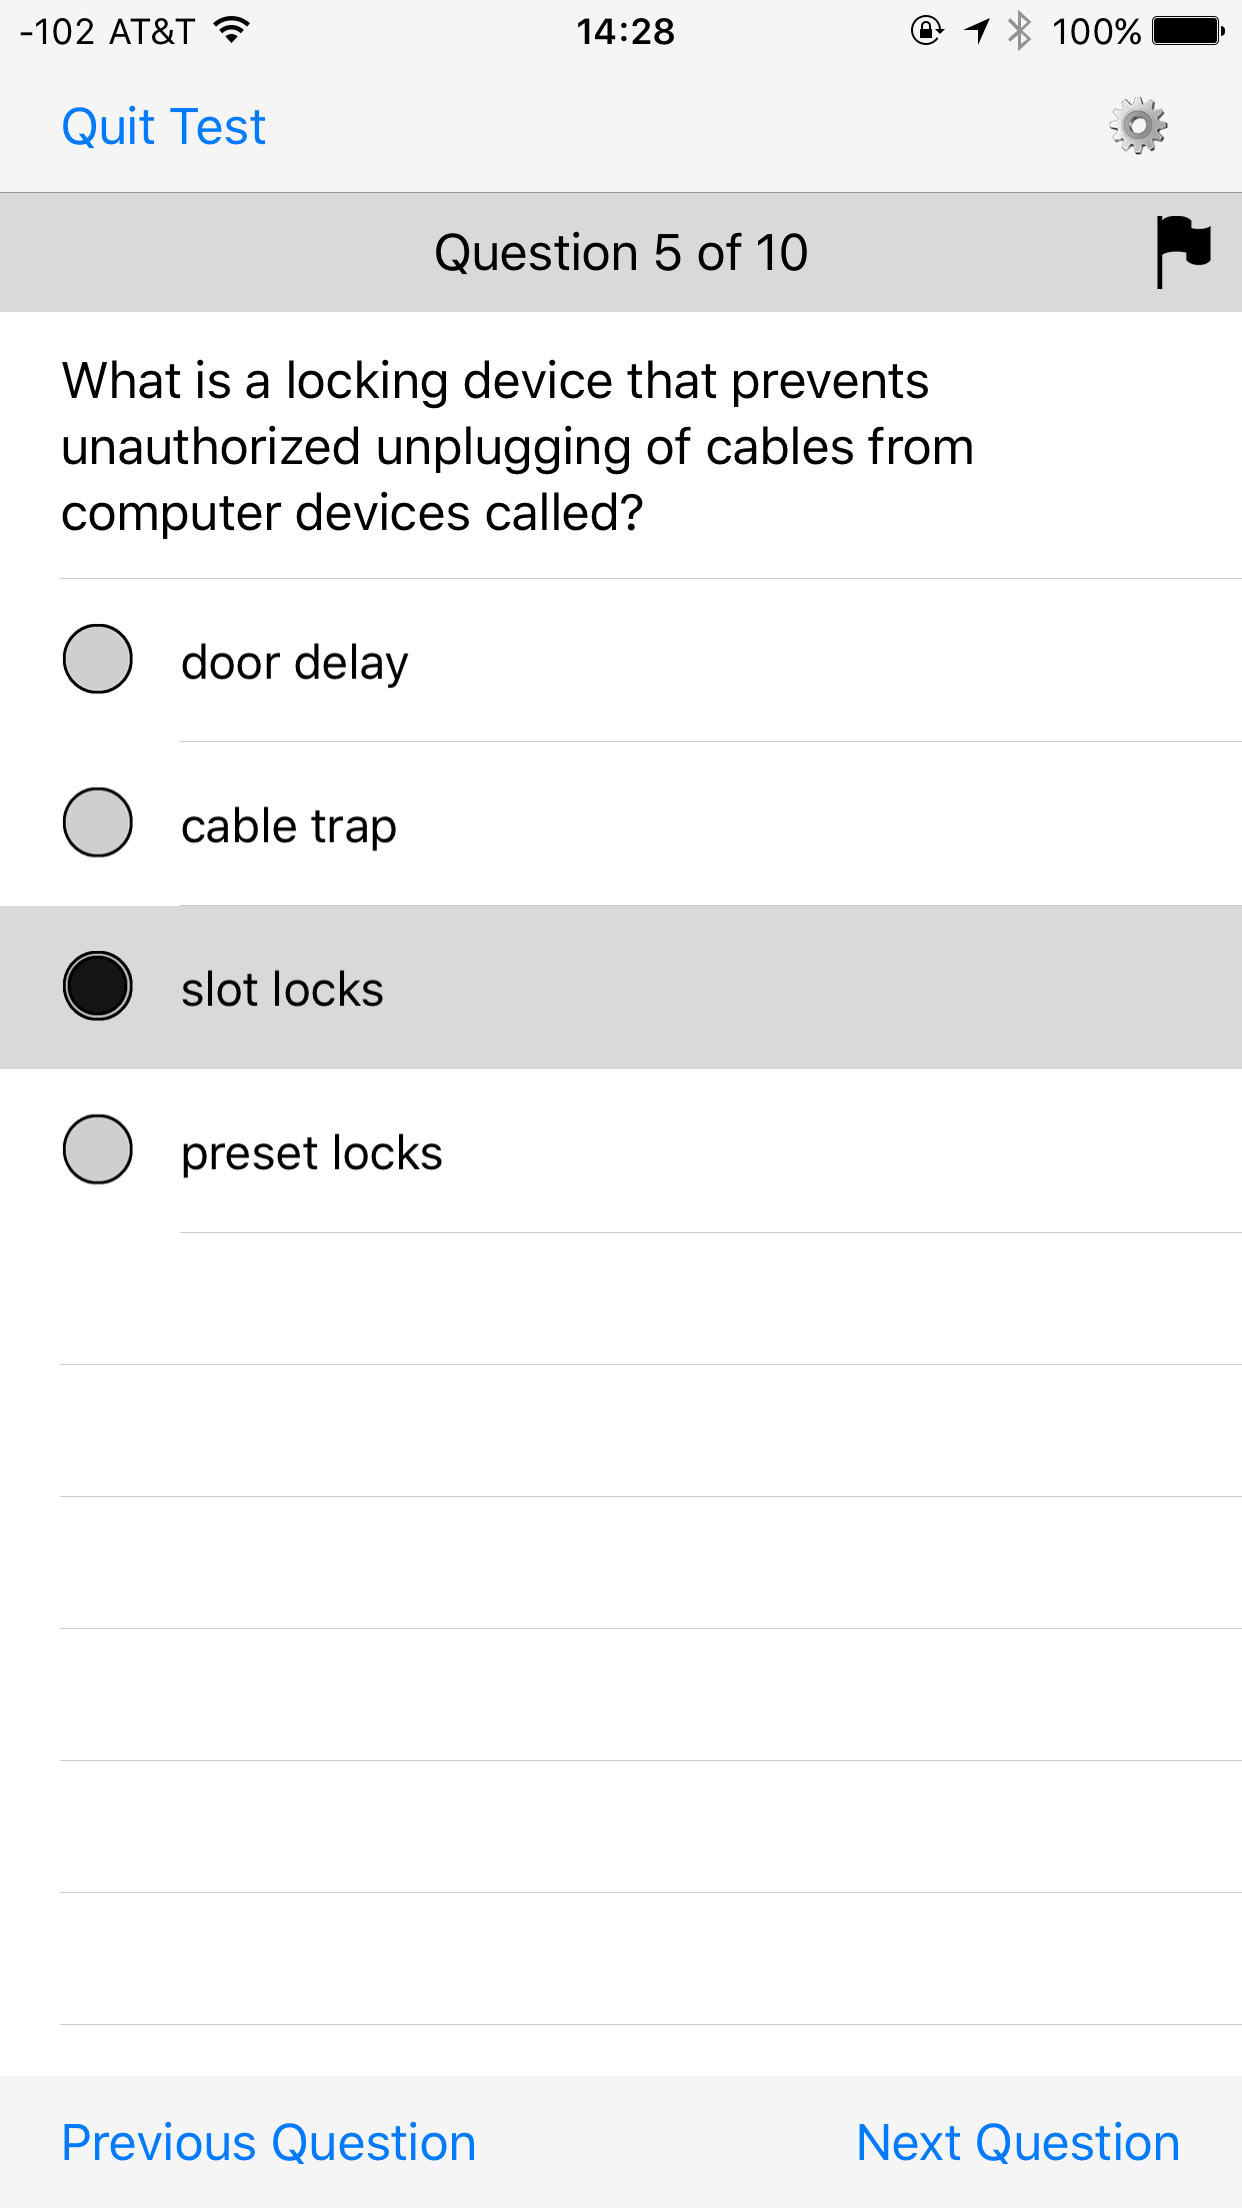 -102 AT&T 14:28 100%
Quit Test
Question 5 of 10
What is a locking device that prevents
unauthorized unplugging of cables from
computer devices called?
door delay
cable trap
slot locks
preset locks
Previous Question Next Question